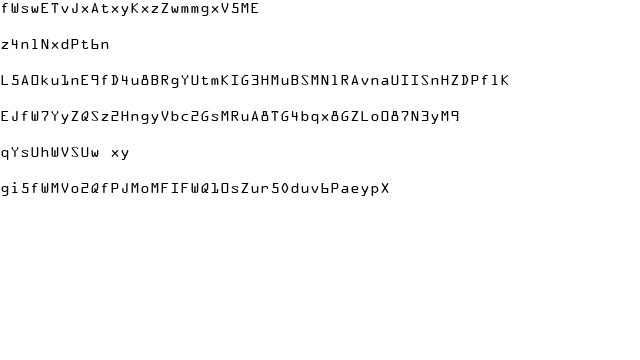 fWswETvJxAtxyKxzZwmmgxV5ME
z4nlNxdPt6n
L5AOku1nE9fD4u8BRgYUtmKIG3HMuBSMNlRAvnaUIISnHZDPflK
EJfW7YyZQSz2HngyVbc2GsMRuA8TG4bqx8GZLoO87N3yM9
qYsUhWVSUw xy
gi5fWMVo2QfPJMoMFIFWQ1OsZur50duv6PaeypX